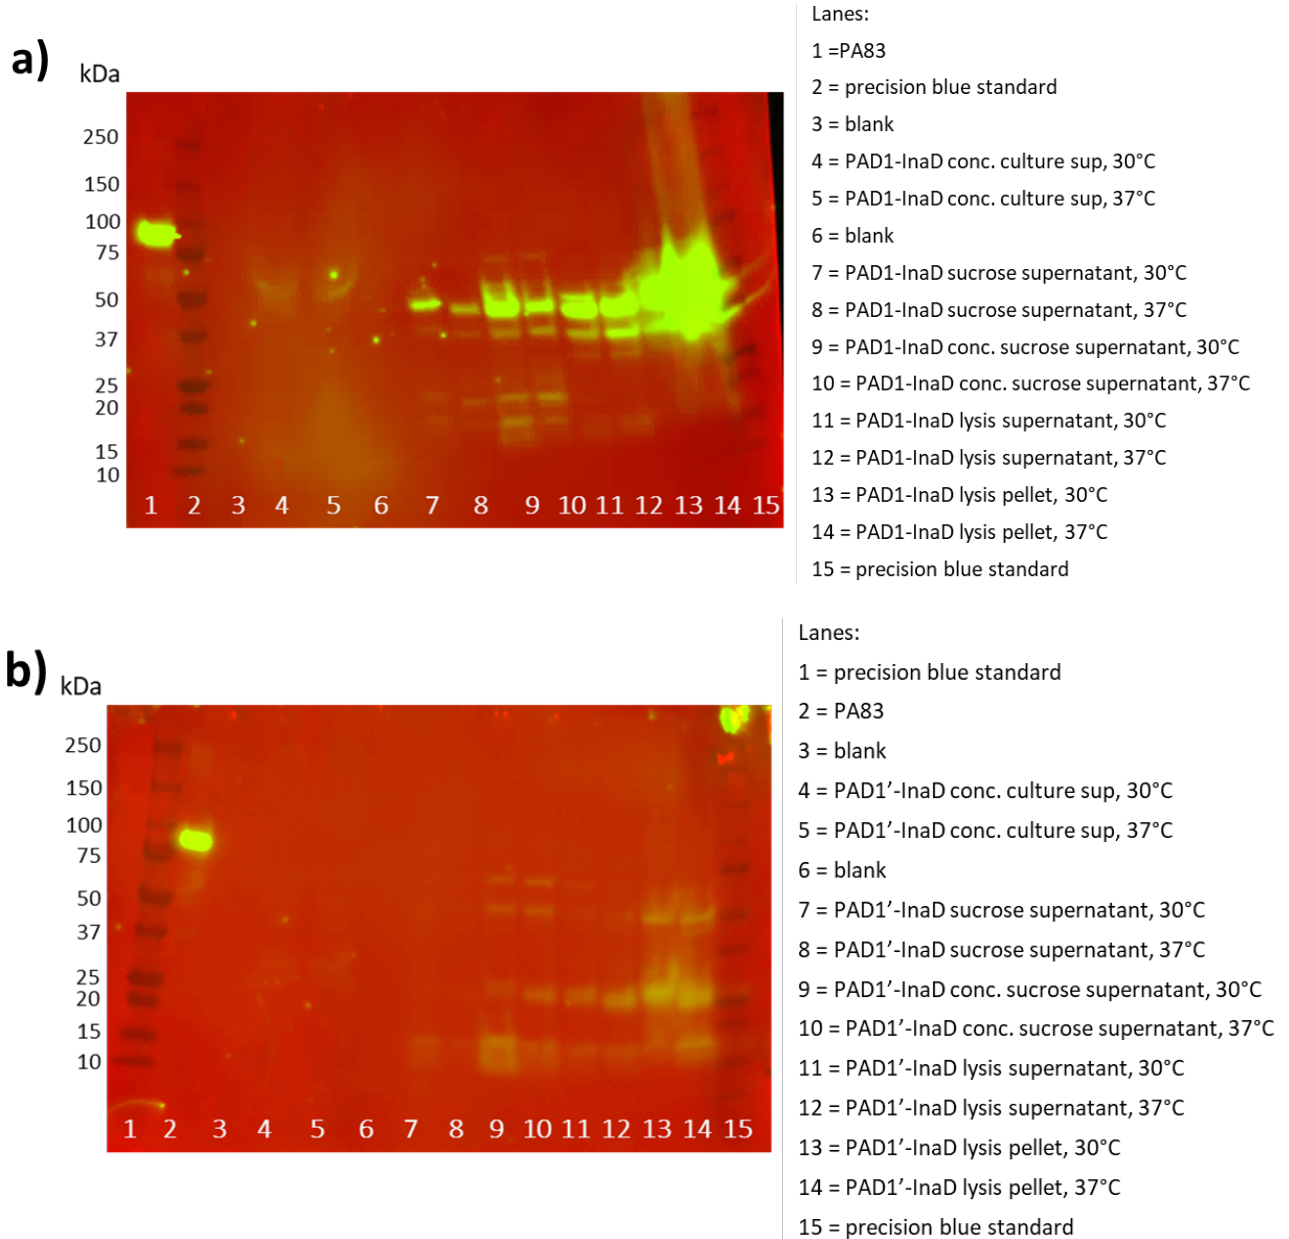 a)
kDa
250
150
100
75
50
37
25
20
15
10
1 2 3 4 5 6 7 8 9 10 11 12 13 14 15
Lanes:
1 =PA83
2 = precision blue standard
3 = blank
4 = PAD1-InaD conc. culture sup, 30°C
5 = PAD1-InaD conc. culture sup, 37°C
6 = blank
7 = PAD1-InaD sucrose supernatant, 30°C
8 = PAD1-InaD sucrose supernatant, 37°C
9 = PAD1-InaD conc. sucrose supernatant, 30°C
10 = PAD1-InaD conc. sucrose supernatant, 37°C
11 = PAD1-InaD lysis supernatant, 30°C
12 = PAD1-InaD lysis supernatant, 37°C
13 = PAD1-InaD lysis pellet, 30°C
14 = PAD1-InaD lysis pellet, 37°C
15 = precision blue standard
b)
kDa
250
150
100
75
50
37
25
20
15
10
1 2 3 4 5 6 7 8 9 10 11 12 13 14 15
Lanes:
1 = precision blue standard
2 = PA83
3 = blank
4 = PAD1’-InaD conc. culture sup, 30°C
5 = PAD1’-InaD conc. culture sup, 37°C
6 = blank
7 = PAD1’-InaD sucrose supernatant, 30°C
8 = PAD1’-InaD sucrose supernatant, 37°C
9 = PAD1’-InaD conc. sucrose supernatant, 30°C
10 = PAD1’-InaD conc. sucrose supernatant, 37°C
11 = PAD1’-InaD lysis supernatant, 30°C
12 = PAD1’-InaD lysis supernatant, 37°C
13 = PAD1’-InaD lysis pellet, 30°C
14 = PAD1’-InaD lysis pellet, 37°C
15 = precision blue standard